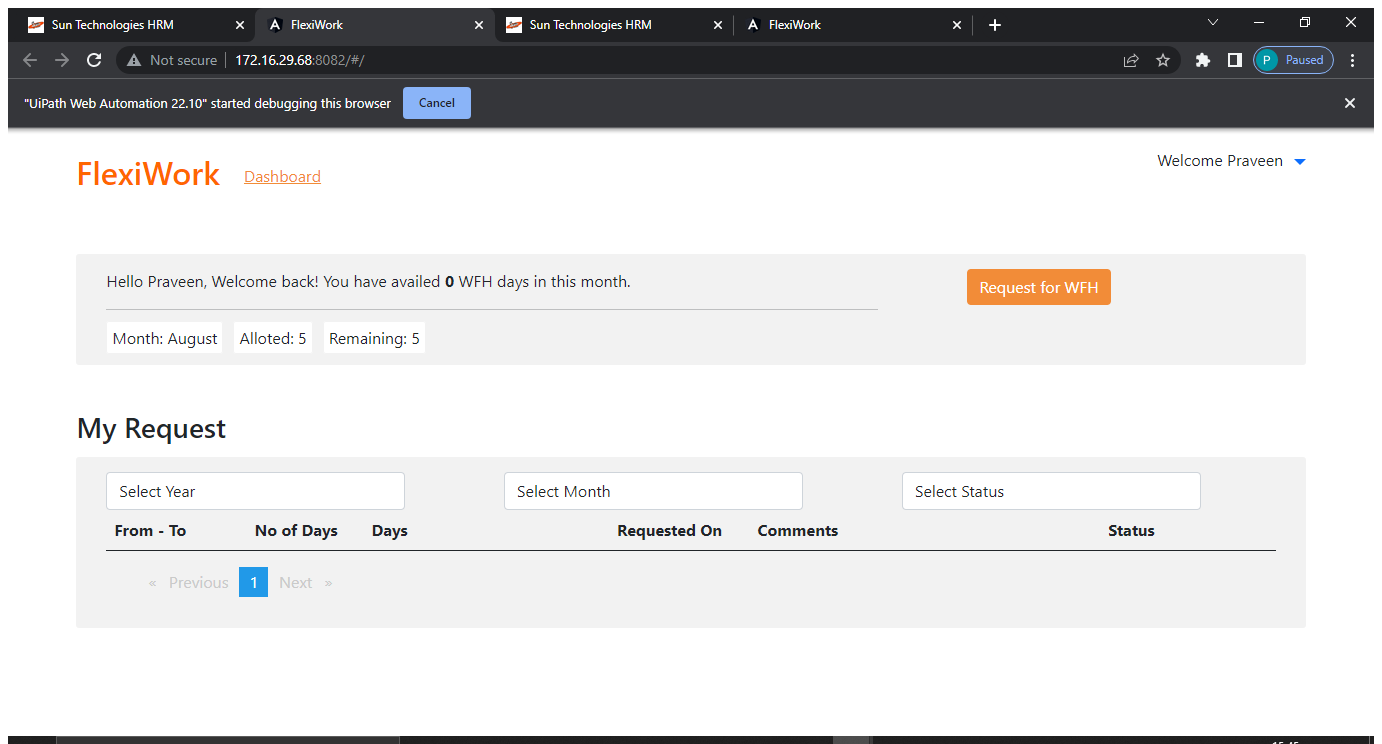 Sun Technologies HRM FlexiWork Sun Technologies HRM FlexiWork
Not secure 172.16.29.68:8082/#/ P Paused
"UiPath Web Automation 22.10" started debugging this browser Cancel
FlexiWork Dashboard Welcome Praveen
Hello Praveen, Welcome back! You have availed 0 WFH days in this month. Request for WFH
Month: August Alloted: 5 Remaining: 5
My Request
Select Year Select Month Select Status
From - To No of Days Days Requested On Comments Status
« Previous 1 Next »